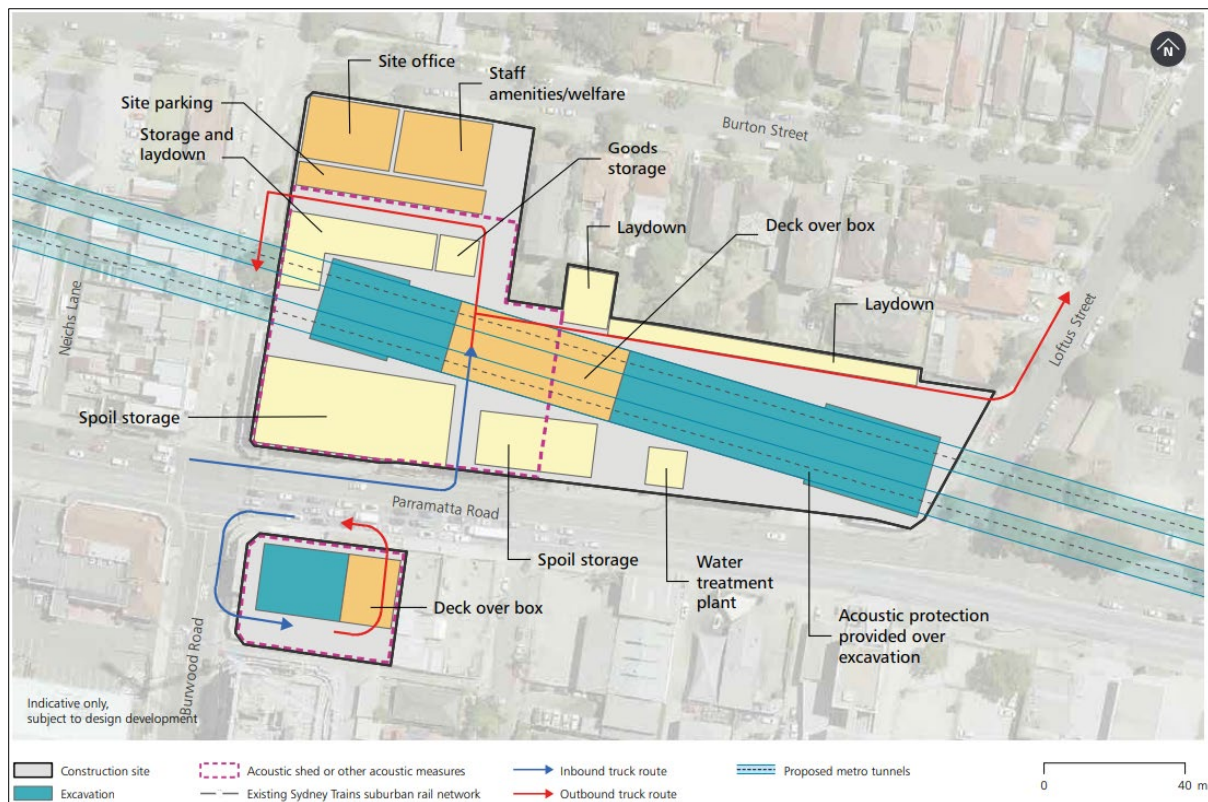 N
Site office
Staff
amenities/welfare
Site parking
Storage and
laydown
Burton Street
Goods
storage
Laydown
Deck over box
Laydown
Neichs Lane
Loftus Street
Spoil storage
Parramatta Road
Spoil storage
Water
treatment
plant
Deck over box
Acoustic protection
provided over
excavation
Burwood Road
Indicative only,
subject to design development
Construction site
Acoustic shed or other acoustic measures
Inbound truck route
Proposed metro tunnels
Excavation
Existing Sydney Trains suburban rail network
Outbound truck route
0
40 m